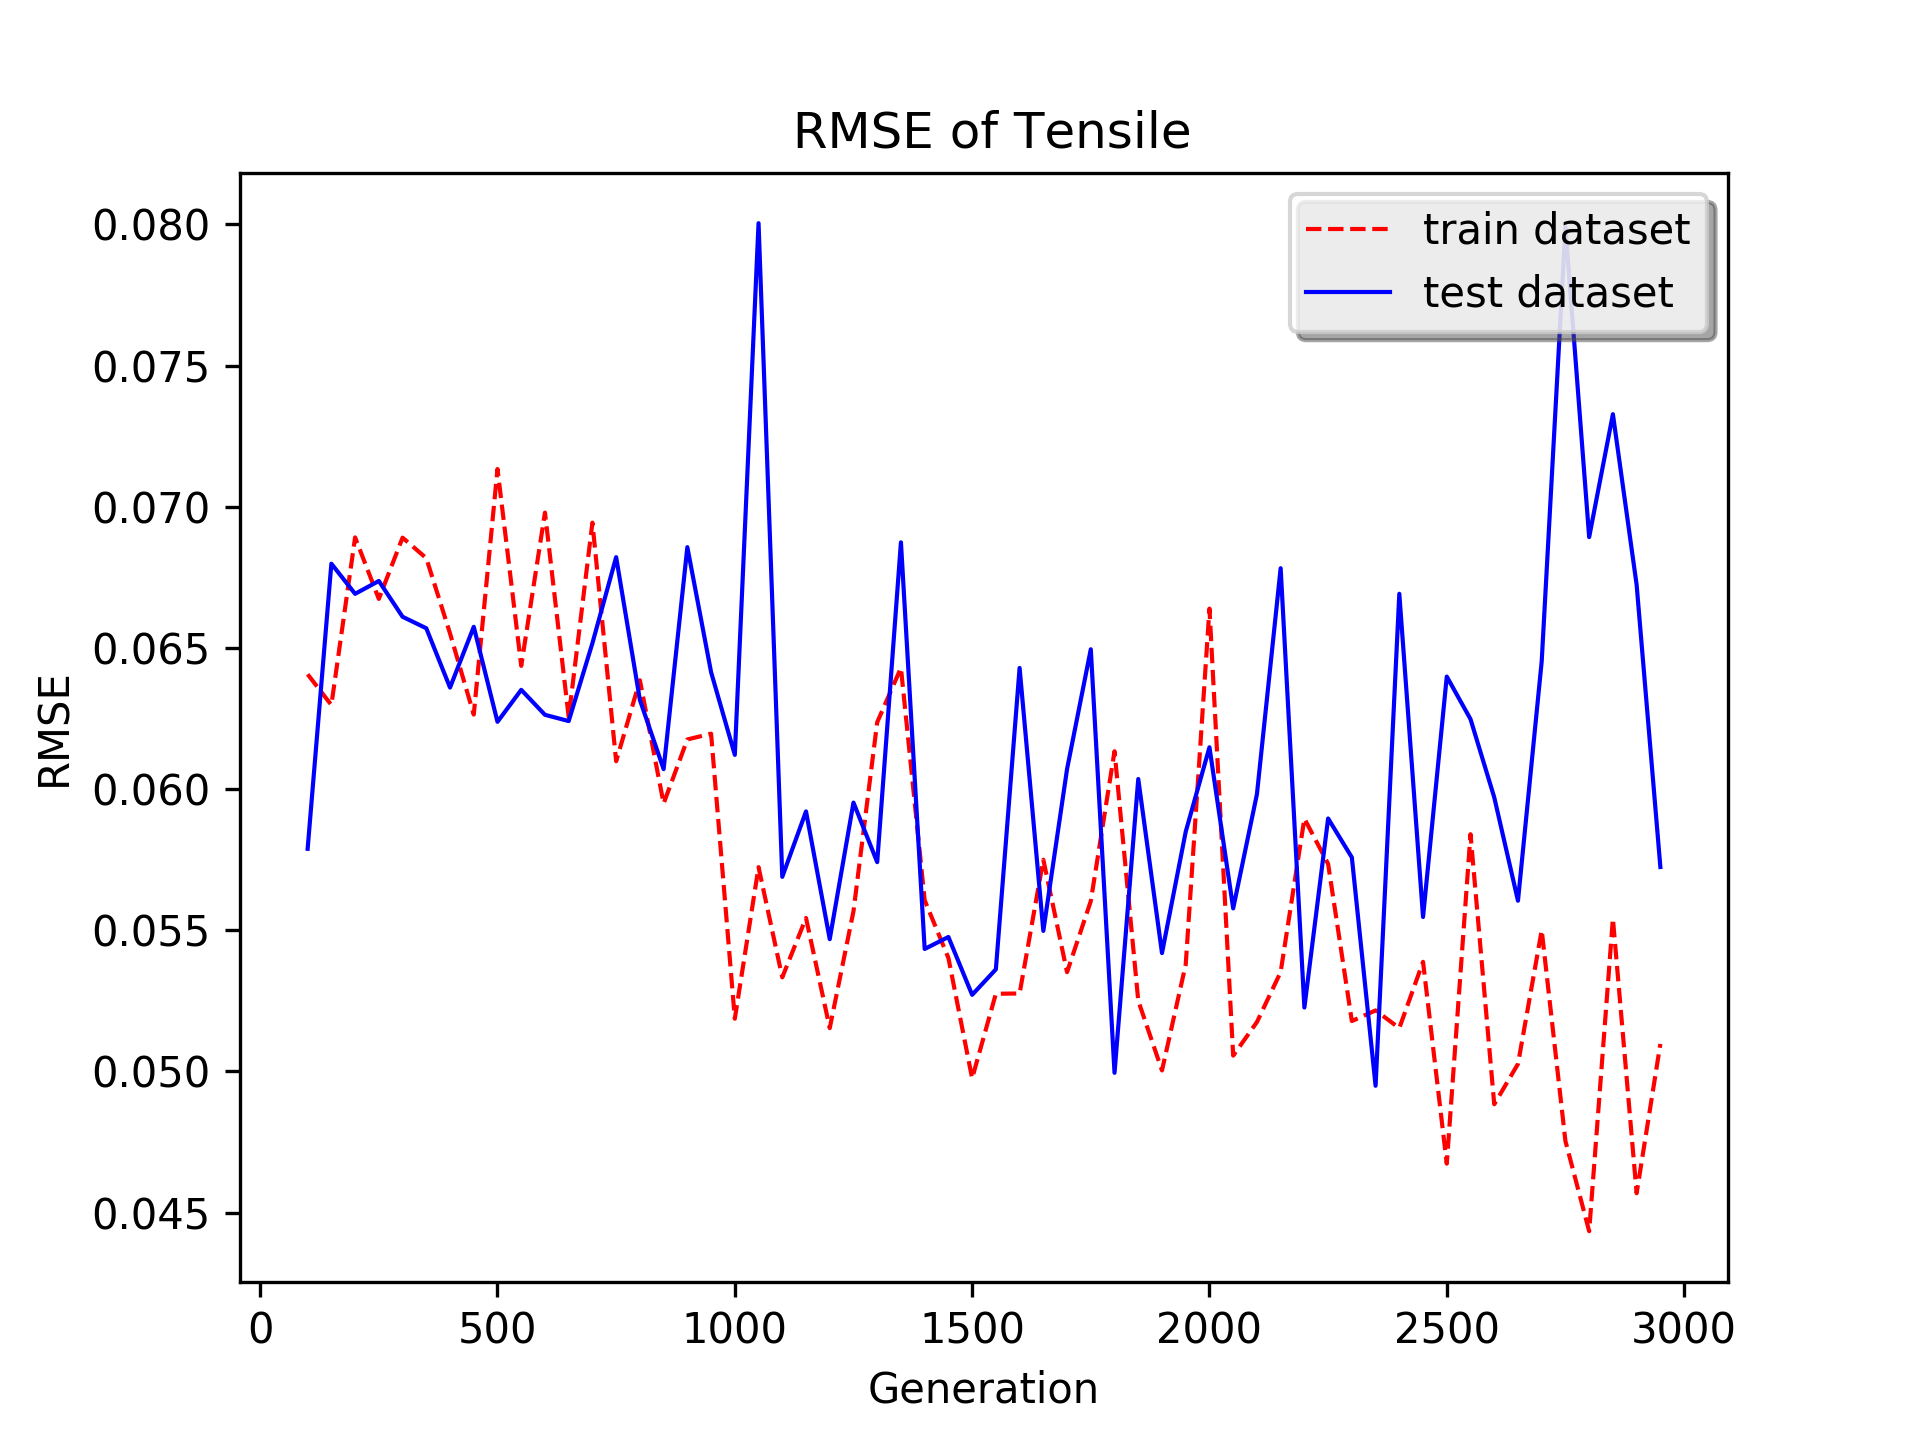 RMSE of Tensile
train dataset
test dataset
0.080
0.075
0.070
0.065
0.060
0.055
0.050
0.045
RMSE
0 500 1000 1500 2000 2500 3000
Generation